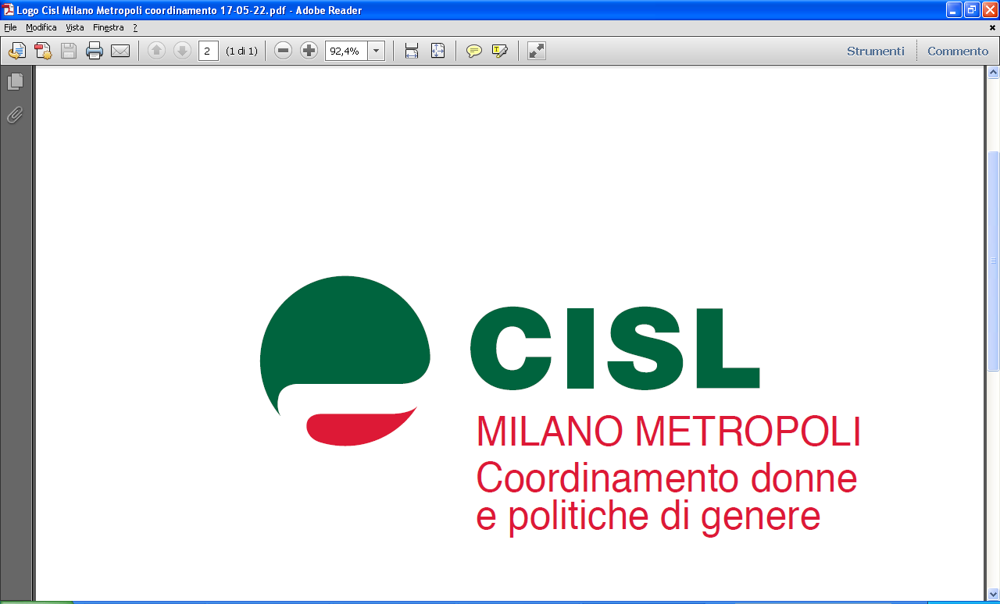 Logo Cisl Milano Metropoli coordinamento 17-05-22.pdf - Adobe Reader
File Modifica Vista Finestra ?
2 (1 di 1) 92,4% Strumenti Commento
CISL
MILANO METROPOLI
Coordinamento donne
e politiche di genere